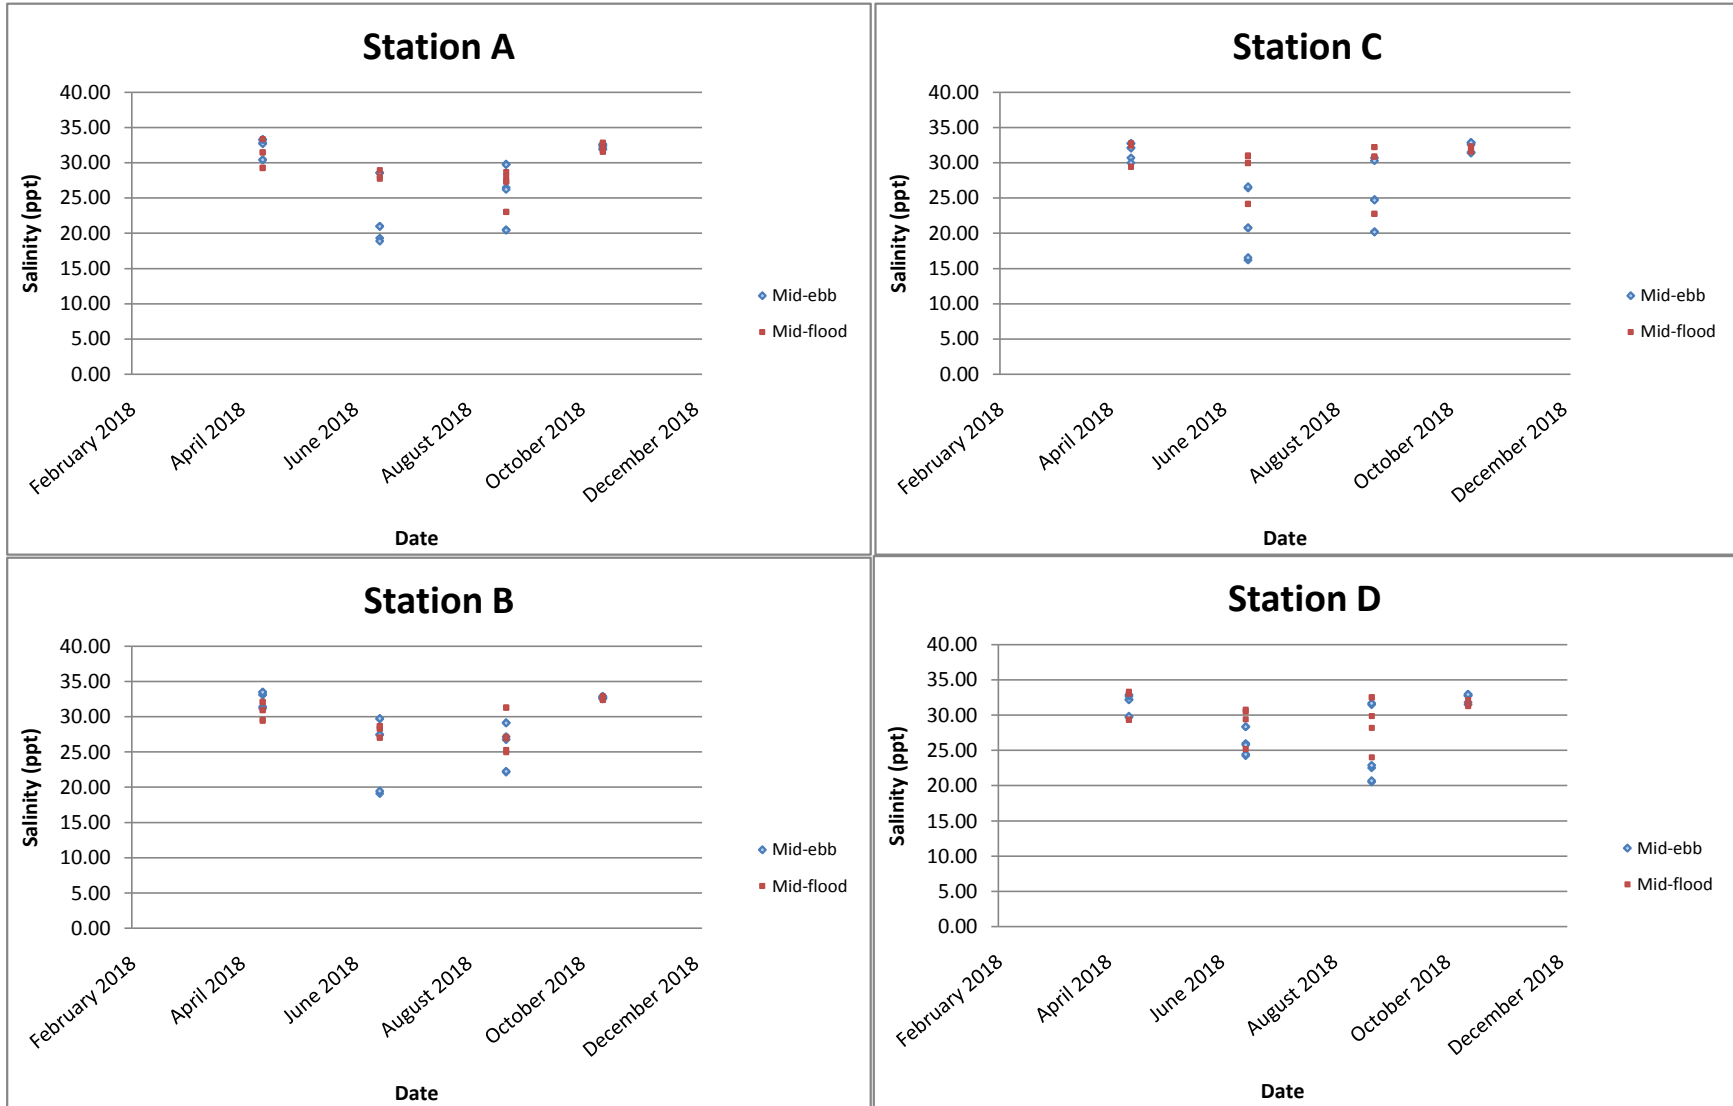 Station A
Salinity (ppt)
40.00
35.00
30.00
25.00
20.00
15.00
10.00
5.00
0.00
February 2018
April 2018
June 2018
August 2018
October 2018
December 2018
Date
Mid-ebb
Mid-flood
Station C
Salinity (ppt)
40.00
35.00
30.00
25.00
20.00
15.00
10.00
5.00
0.00
February 2018
April 2018
June 2018
August 2018
October 2018
December 2018
Date
Mid-ebb
Mid-flood
Station B
Salinity (ppt)
40.00
35.00
30.00
25.00
20.00
15.00
10.00
5.00
0.00
February 2018
April 2018
June 2018
August 2018
October 2018
December 2018
Date
Mid-ebb
Mid-flood
Station D
Salinity (ppt)
40.00
35.00
30.00
25.00
20.00
15.00
10.00
5.00
0.00
February 2018
April 2018
June 2018
August 2018
October 2018
December 2018
Date
Mid-ebb
Mid-flood